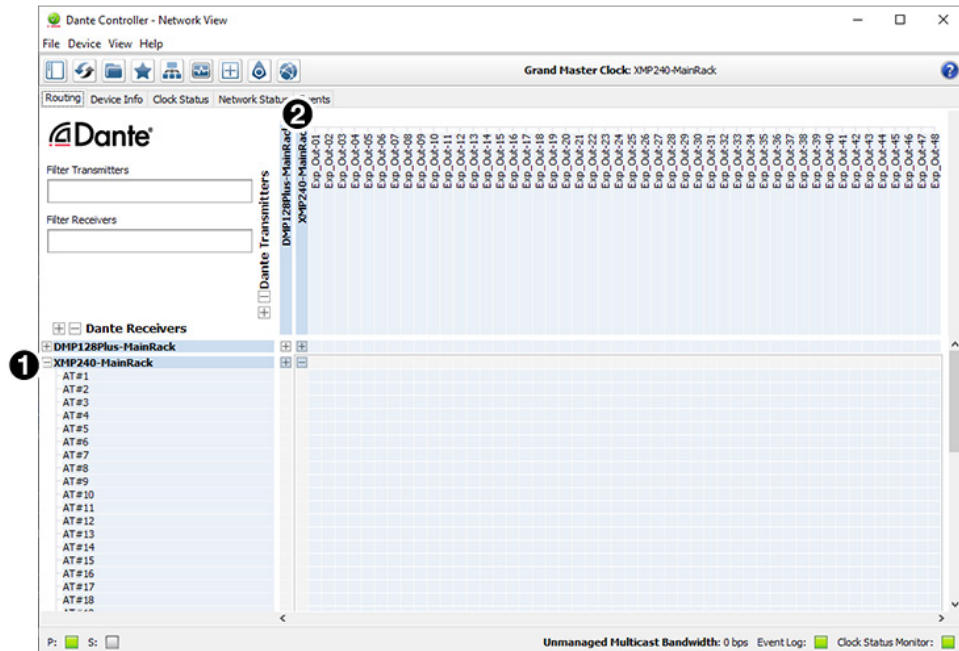 Dante Controller - Network View
File Device View Help
Grand Master Clock: XMP240-MainRack
Routing Device Info Clock Status Network Status Events
2
Dante
Filter Transmitters
Filter Receivers
Dante Transmitters
DMP128Plus-MainRac
XMP240-MainRac
Exp_Out-01
Exp_Out-02
Exp_Out-03
Exp_Out-04
Exp_Out-05
Exp_Out-06
Exp_Out-07
Exp_Out-08
Exp_Out-09
Exp_Out-10
Exp_Out-11
Exp_Out-12
Exp_Out-13
Exp_Out-14
Exp_Out-15
Exp_Out-16
Exp_Out-17
Exp_Out-18
Exp_Out-19
Exp_Out-20
Exp_Out-21
Exp_Out-22
Exp_Out-23
Exp_Out-24
Exp_Out-25
Exp_Out-26
Exp_Out-27
Exp_Out-28
Exp_Out-29
Exp_Out-30
Exp_Out-31
Exp_Out-32
Exp_Out-33
Exp_Out-34
Exp_Out-35
Exp_Out-36
Exp_Out-37
Exp_Out-38
Exp_Out-39
Exp_Out-40
Exp_Out-41
Exp_Out-42
Exp_Out-43
Exp_Out-44
Exp_Out-45
Exp_Out-46
Exp_Out-47
Exp_Out-48
Dante Receivers
DMP128Plus-MainRack
1
XMP240-MainRack
AT#1
AT#2
AT#3
AT#4
AT#5
AT#6
AT#7
AT#8
AT#9
AT#10
AT#11
AT#12
AT#13
AT#14
AT#15
AT#16
AT#17
AT#18
P: S: Unmanaged Multicast Bandwidth: 0 bps Event Log: Clock Status Monitor: